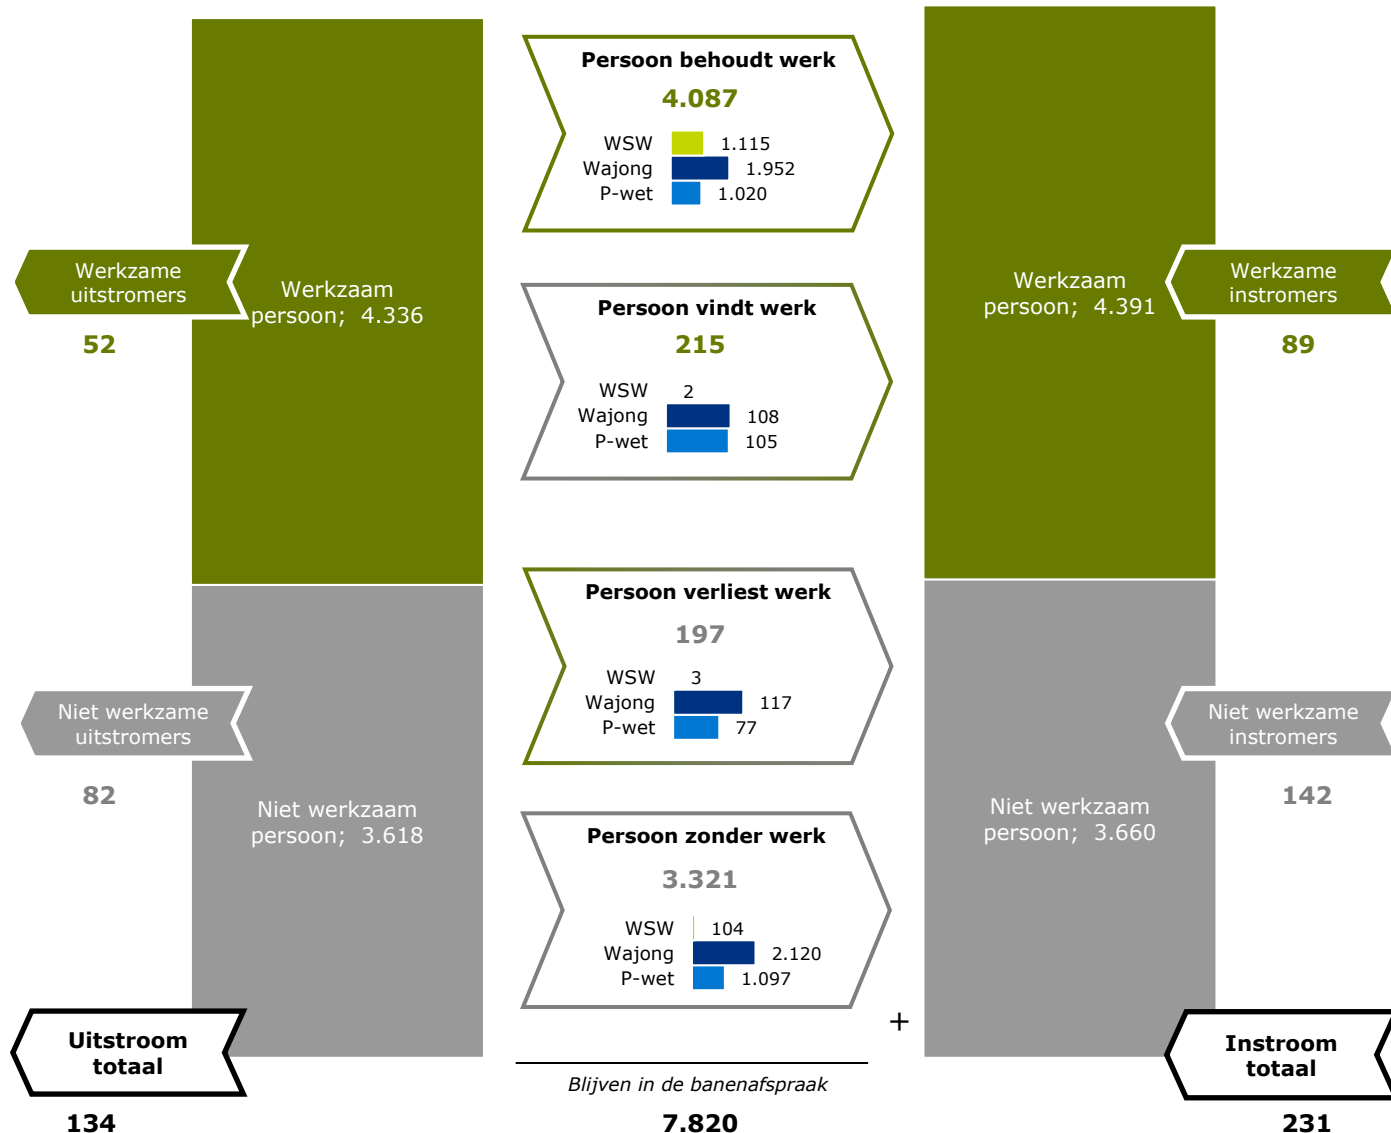 Werkzame
uitstromers
52
Werkzaam
persoon;  4.336
Niet werkzame
uitstromers
82
Niet werkzaam
persoon;  3.618
Uitstroom
totaal
134
Persoon behoudt werk
4.087
WSW 1.115
Wajong 1.952
P-wet 1.020
Persoon vindt werk
215
WSW 2
Wajong 108
P-wet 105
Persoon verliest werk
197
WSW 3
Wajong 117
P-wet 77
Persoon zonder werk
3.321
WSW 104
Wajong 2.120
P-wet 1.097
+
Blijven in de banenafspraak
7.820
Werkzaam
persoon;  4.391
Werkzame
instromers
89
Niet werkzaam
persoon;  3.660
Niet werkzame
instromers
142
Instroom
totaal
231